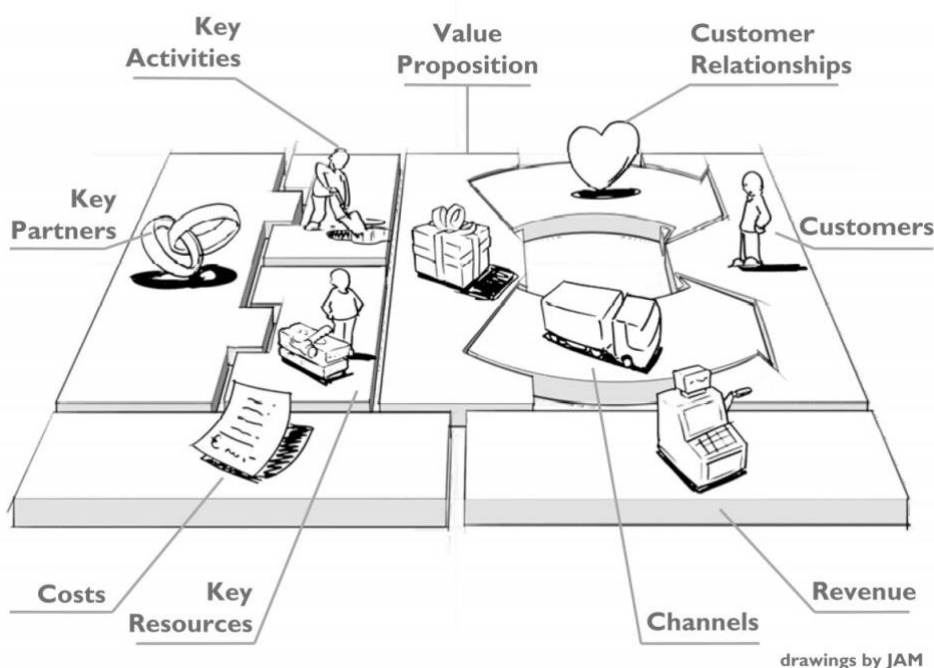 Key
Activities
Value
Proposition
Customer
Relationships
Key
Partners
Customers
Costs
Key
Resources
Channels
Revenue
drawings by JAM